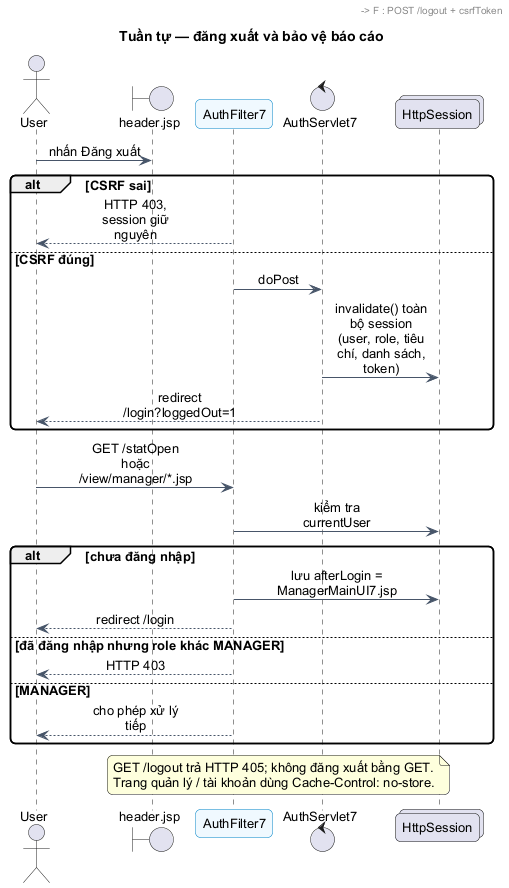 -> F : POST /logout + csrfToken
Tuần tự — đăng xuất và bảo vệ báo cáo
User
header.jsp
AuthFilter7
AuthServlet7
HttpSession
nhấn Đăng xuất
alt
[CSRF sai]
HTTP 403,
session giữ
nguyên
[CSRF đúng]
doPost
invalidate() toàn
bộ session
(user, role, tiêu
chí, danh sách,
token)
redirect
/login?loggedOut=1
GET /statOpen
hoặc
/view/manager/*.jsp
kiểm tra
currentUser
alt
[chưa đăng nhập]
lưu afterLogin =
ManagerMainUI7.jsp
redirect /login
[đã đăng nhập nhưng role khác MANAGER]
HTTP 403
[MANAGER]
cho phép xử lý
tiếp
GET /logout trả HTTP 405; không đăng xuất bằng GET.
Trang quản lý / tài khoản dùng Cache-Control: no-store.
User
header.jsp
AuthFilter7
AuthServlet7
HttpSession